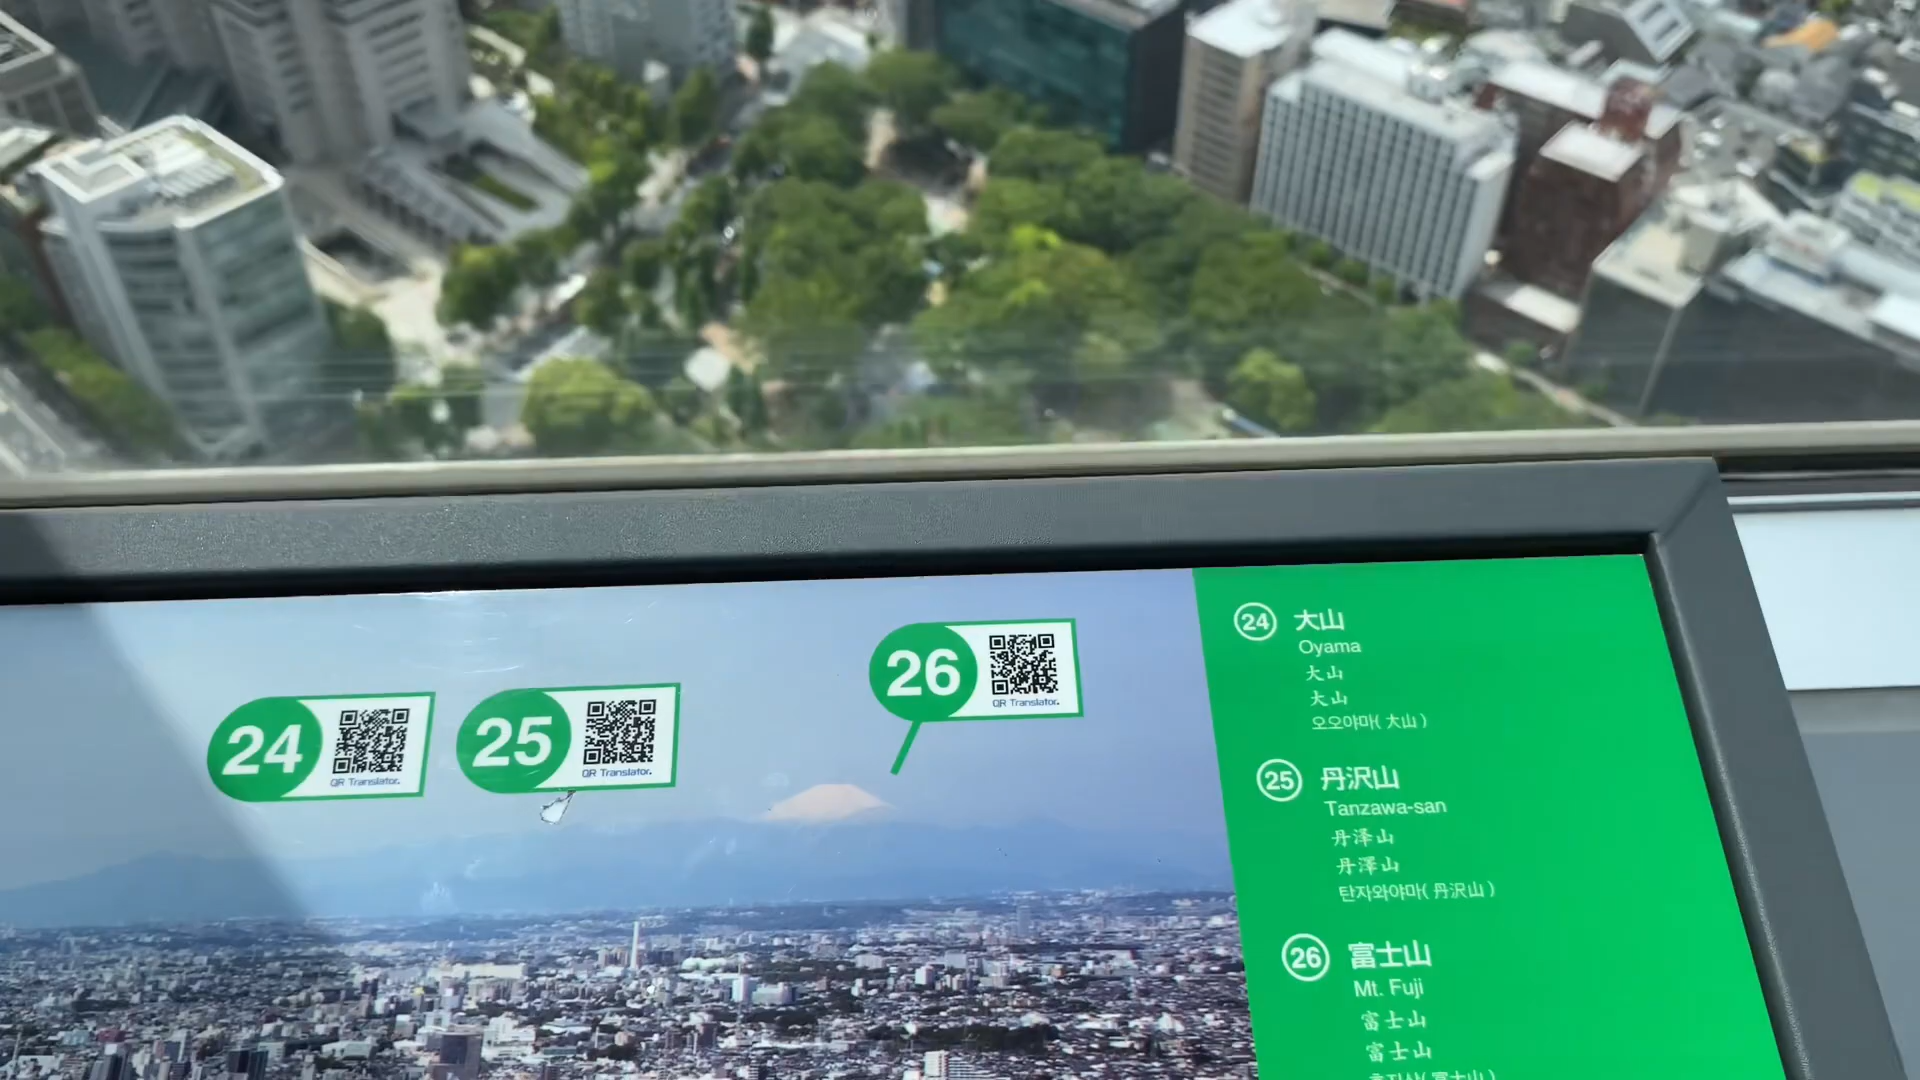 24
QR Translator.
25
QR Translator.
26
QR Translator.
24 大山
Oyama
大山
大山
오오야마( 大山 )
25 丹沢山
Tanzawa-san
丹泽山
丹澤山
탄자와야마( 丹沢山 )
26 富士山
Mt. Fuji
富士山
富士山